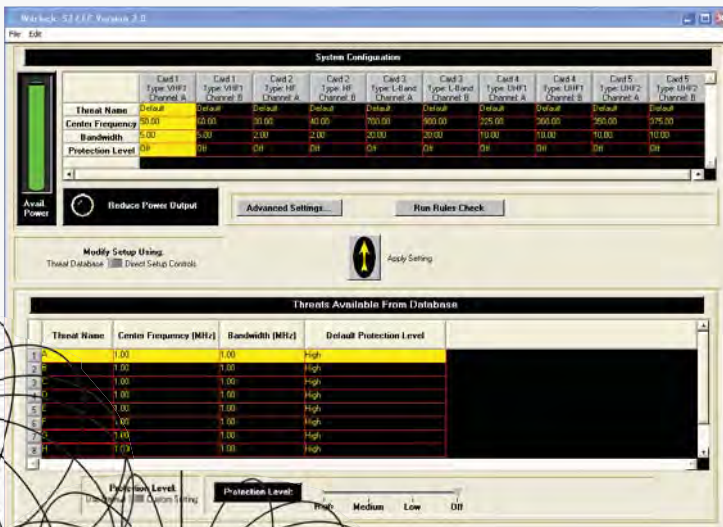 Warlock-S3 EXP Version 2.0
File Edit
System Configuration
Card 1 Type: VHF2 Channel: A
Card 1 Type: VHF1 Channel: B
Card 2 Type: HF Channel: A
Card 2 Type: HF Channel: B
Card 3 Type: L-Band Channel: A
Card 3 Type: L-Band Channel: B
Card 4 Type: UHF1 Channel: A
Card 4 Type: UHF1 Channel: B
Card 5 Type: UHF2 Channel: A
Card 5 Type: UHF2 Channel: B
Threat Name Default Default Default Default Default Default Default Default Default Default
Center Frequency 50.00 60.00 30.00 40.00 700.00 900.00 225.00 300.00 350.00 375.00
Bandwidth 5.00 5.00 2.00 2.00 20.00 20.00 10.00 10.00 10.00 10.00
Protection Level Off Off Off Off Off Off Off Off Off Off
Avail. Power
Reduce Power Output
Advanced Settings...
Run Rules Check
Modify Setup Using:
Threat Database Direct Setup Controls
Apply Setting
Threats Available From Database
Threat Name Center Frequency (MHz) Bandwidth (MHz) Default Protection Level
1 A 1.00 1.00 High
2 B 1.00 1.00 High
3 C 1.00 1.00 High
4 D 1.00 1.00 High
5 E 1.00 1.00 High
6 F 1.00 1.00 High
7 G 1.00 1.00 High
8 H 1.00 1.00 High
Protection Level:
Custom Setting
Protection Level:
High Medium Low Off